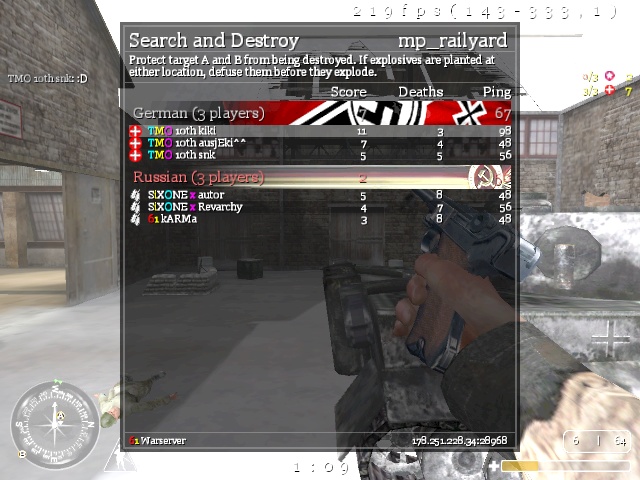 219fps(143-333,1)
Search and Destroy mp_railyard
Protect target A and B from being destroyed. If explosives are planted at
either location, defuse them before they explode.
TMO 10th snk: :D
Score Deaths Ping
German (3 players) 67
TMO 10th kiki 11 3 98
TMO 10th ausjEki^^ 7 4 48
TMO 10th snk 5 5 56
Russian (3 players) 2
SiXONE x autor 5 8 48
SiXONE x Revarchy 4 7 56
61 kARMa 3 8 48
61 Warserver 178.251.228.34:28968
6 | 64
1:09